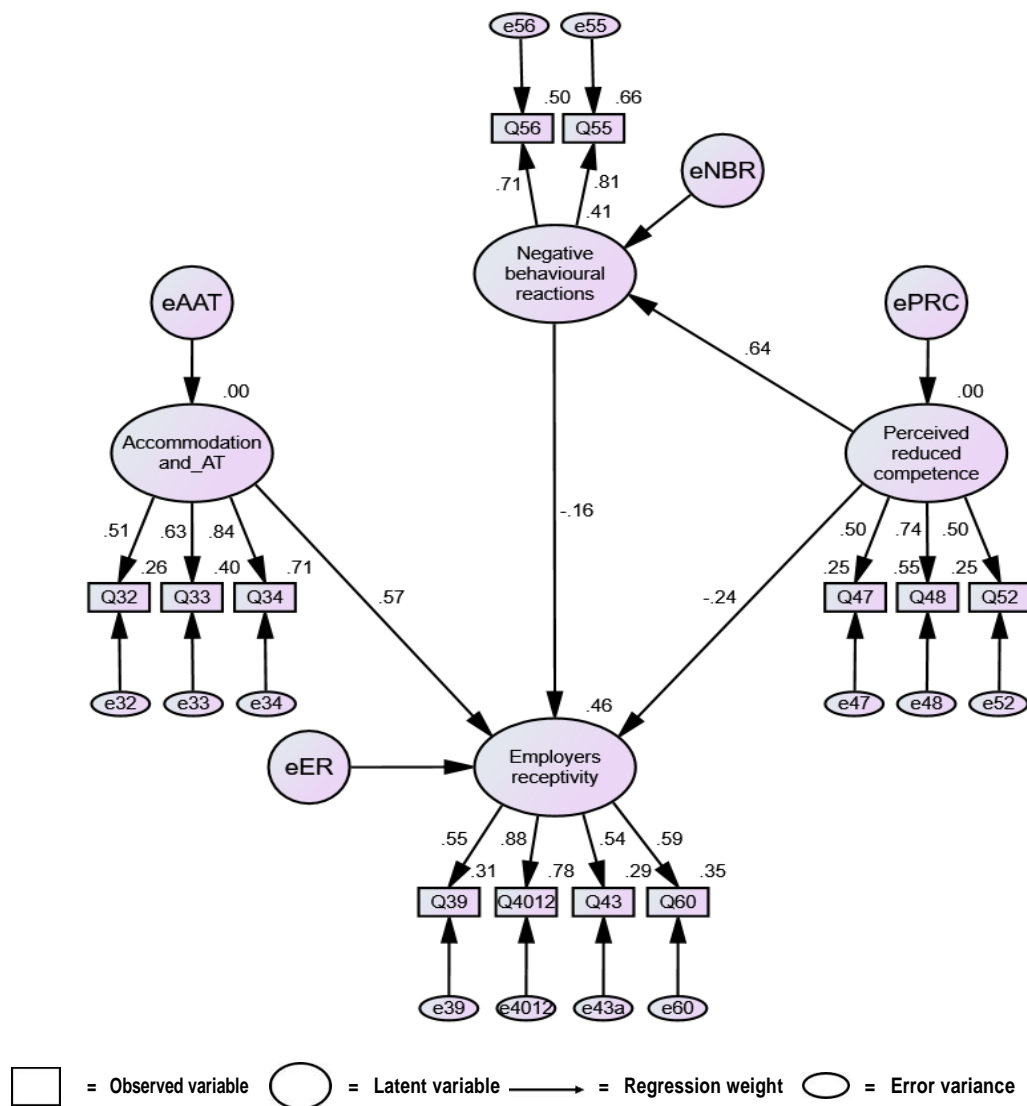 e56 e55
.50 .66
Q56 Q55
eNBR
.71 .81
.41
Negative
behavioural
reactions
eAAT ePRC
.64
.00 .00
Accommodation
and_AT
Perceived
reduced
competence
-.16
.51 .63 .84
.50 .74 .50
.26 .40 .71
.25 .55 .25
Q32 Q33 Q34
Q47 Q48 Q52
.57 -.24
e32 e33 e34
e47 e48 e52
.46
eER
Employers
receptivity
.55 .88 .54 .59
.31 .78 .29 .35
Q39 Q4012 Q43 Q60
e39 e4012 e43a e60
= Observed variable = Latent variable = Regression weight = Error variance